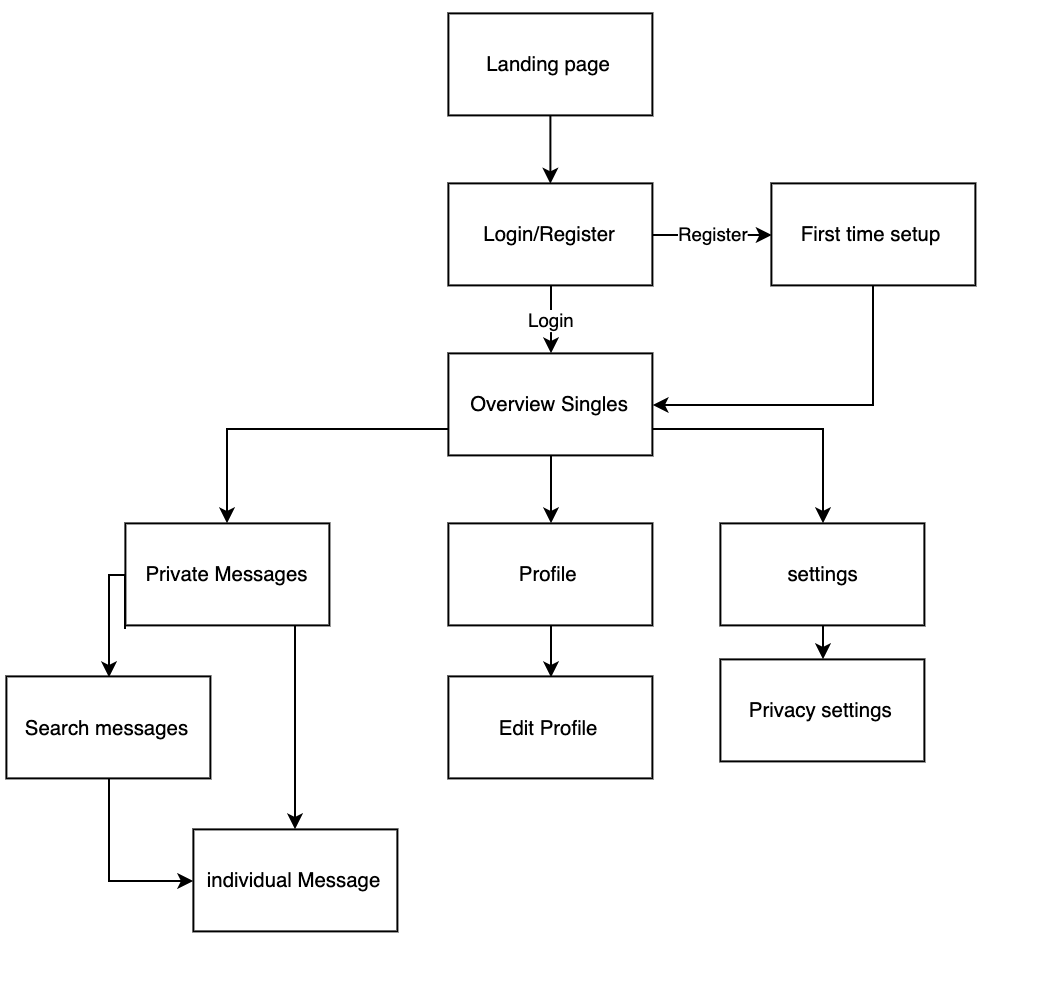 Landing page
Login/Register
Register
First time setup
Login
Overview Singles
Private Messages
Profile
settings
Search messages
Edit Profile
Privacy settings
individual Message